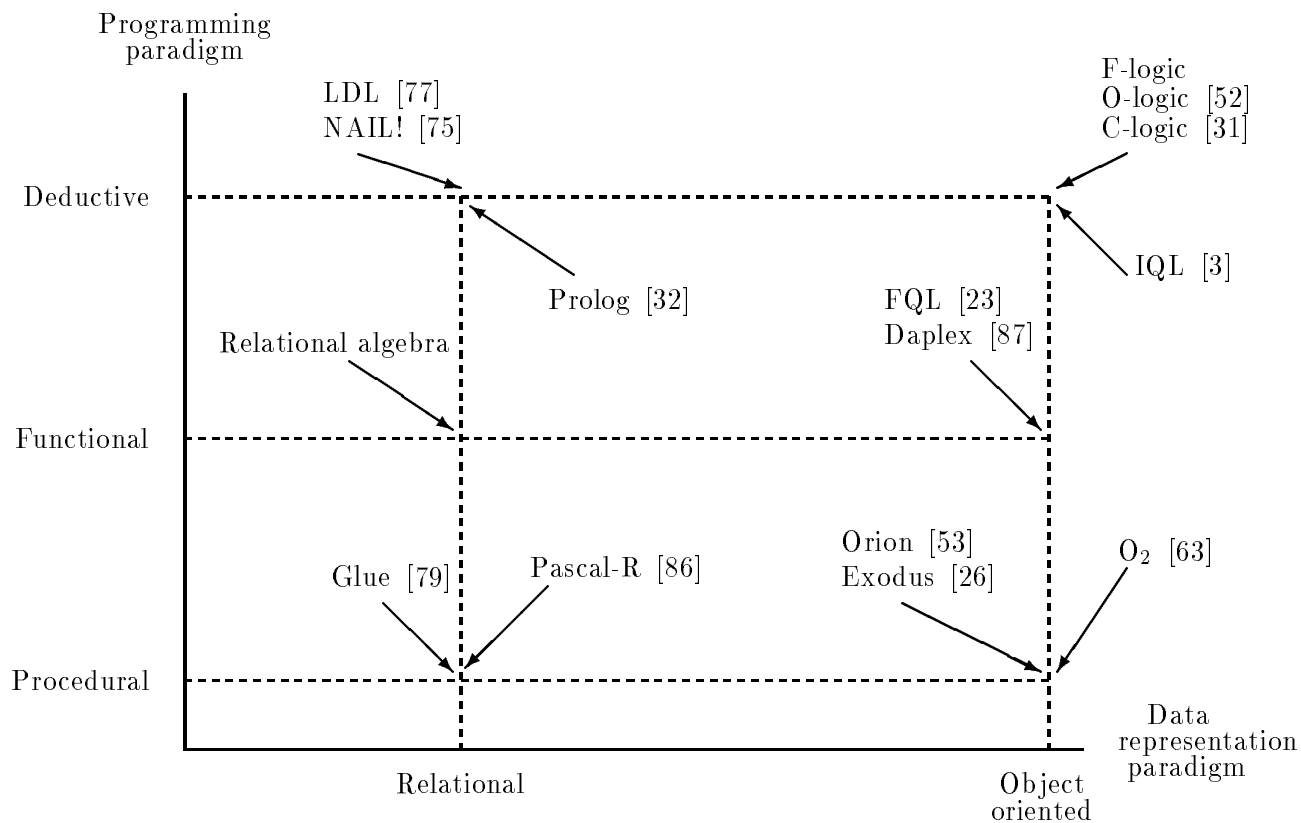 Programming
paradigm
LDL [77]
NAIL! [75]
F-logic
O-logic [52]
C-logic [31]
Deductive
Prolog [32]
IQL [3]
FQL [23]
Daplex [87]
Relational algebra
Functional
Glue [79]
Pascal-R [86]
Orion [53]
Exodus [26]
O₂ [63]
Procedural
Data
representation
paradigm
Relational
Object
oriented